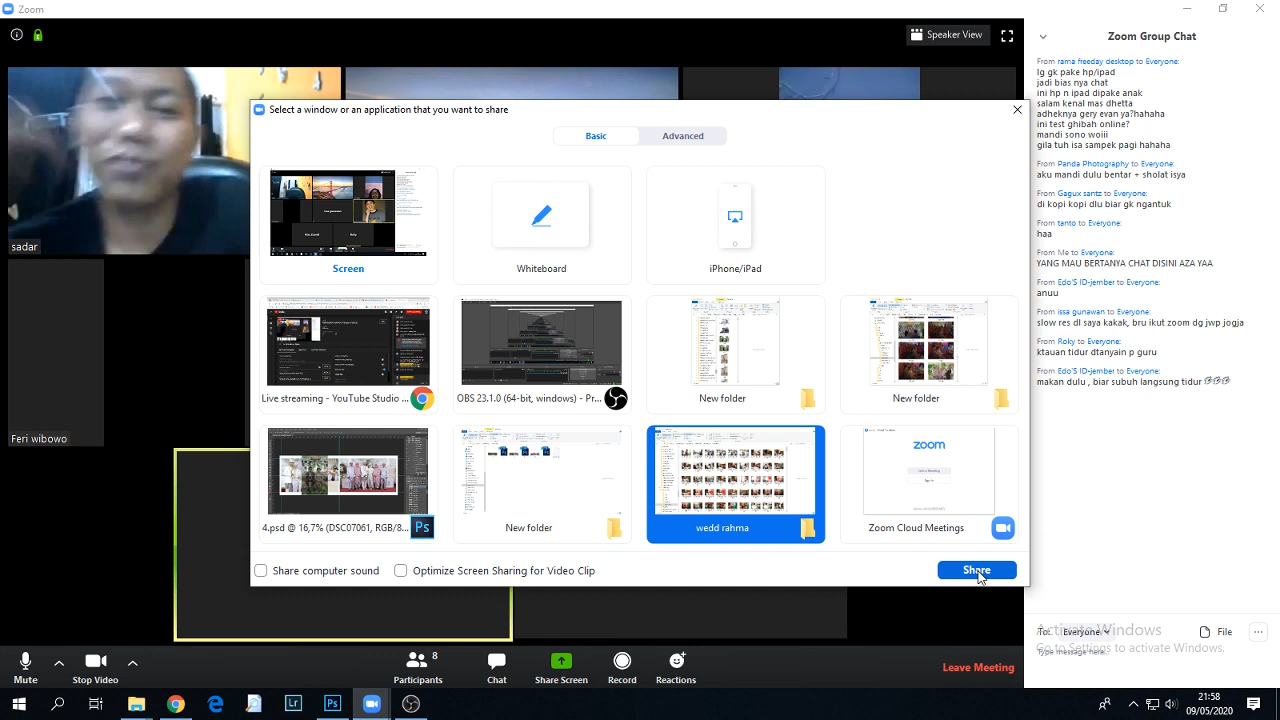 Zoom
Speaker View
Zoom Group Chat
From rama freeday desktop to Everyone:
lg gk pake hp/ipad
jadi bias nya chat
ini hp n ipad dipake anak
salam kenal mas dhetta
adheknya gery evan ya?hahaha
ini test ghibah online?
mandi sono woiii
gila tuh isa sampek pagi hahaha
From Panda Photography to Everyone:
aku mandi dulu bentar + sholat isya
From Gagux santz to Everyone:
di kopi kopi dlu biar gk ngantuk
From tanto to Everyone:
haa
From Me to Everyone:
YANG MAU BERTANYA CHAT DISINI AZA YAA
From Edo'S ID-jember to Everyone:
anuu
From issa gunawan to Everyone:
slow res di saya kbak, bru ikut zoom dg jwp jogja
From Roky to Everyone:
ktauan tidur dtangjin p guru
From Edo'S ID-jember to Everyone:
makan dulu , biar subuh langsung tidur
Select a window or an application that you want to share
Basic
Advanced
Screen
Whiteboard
iPhone/iPad
Live streaming - YouTube Studio ...
OBS 23.1.0 (64-bit, windows) - Pr...
New folder
New folder
4.psd @ 16,7% (DSC07061, RGB/8...
Ps
New folder
wedd rahma
zoom
Zoom Cloud Meetings
Share computer sound
Optimize Screen Sharing for Video Clip
Share
sadar
Feri wibowo
To: Everyone
File
Type message here...
Activate Windows
Go to Settings to activate Windows.
Mute
Stop Video
8
Participants
Chat
Share Screen
Record
Reactions
Leave Meeting
Lr
Ps
21:58
09/05/2020